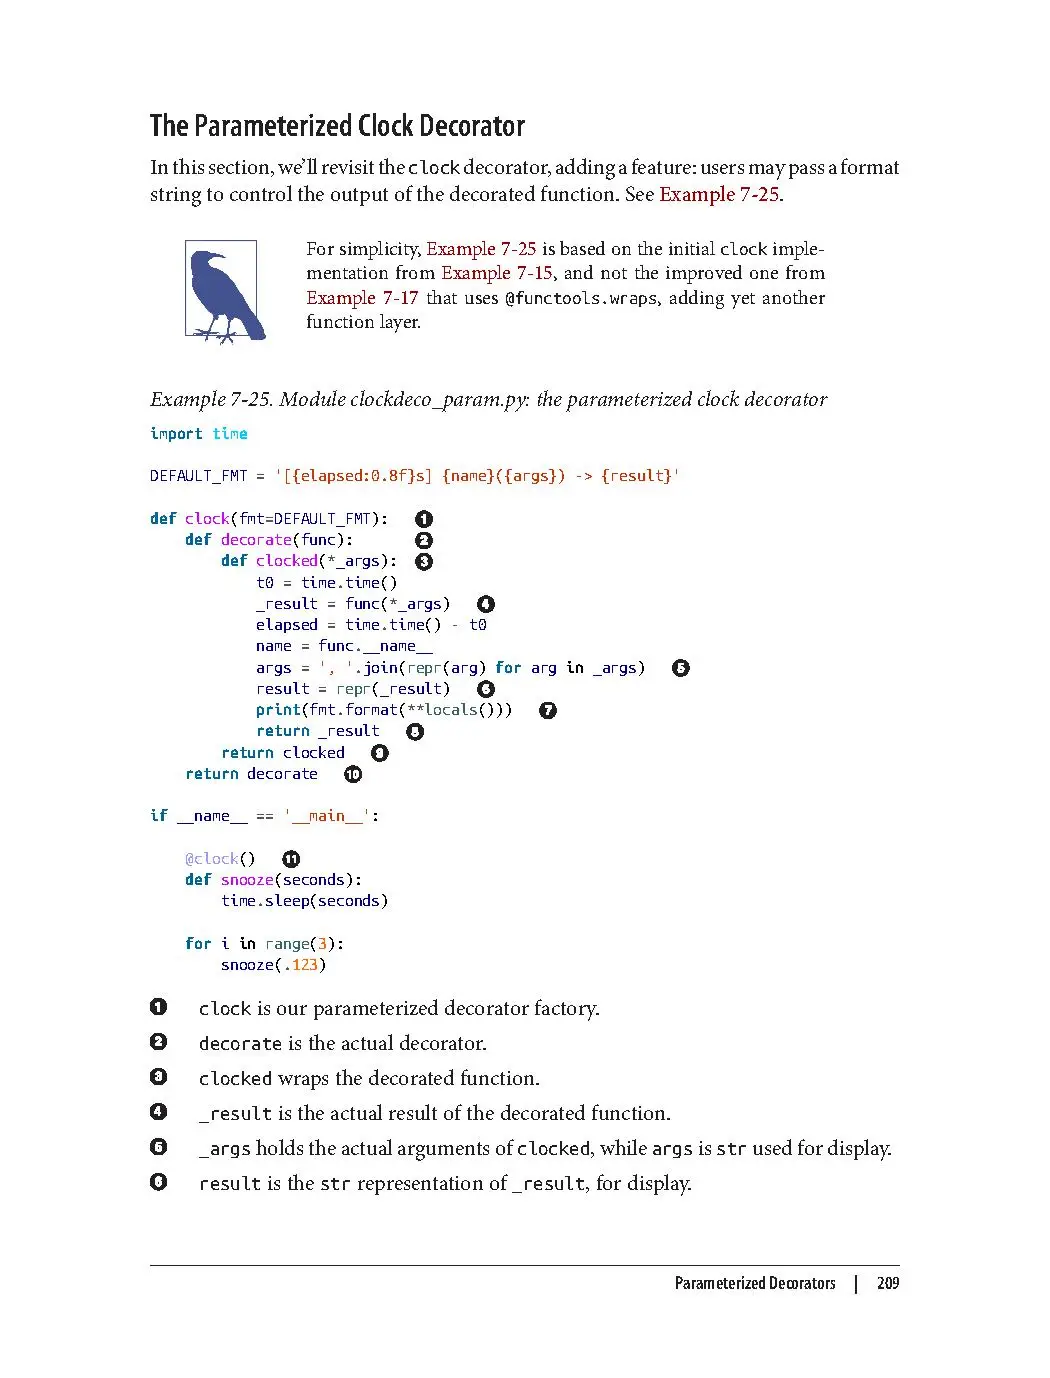 The Parameterized Clock Decorator
In this section, we’ll revisit the clock decorator, adding a feature: users may pass a format
string to control the output of the decorated function. See Example 7-25.
For simplicity, Example 7-25 is based on the initial clock imple-
mentation from Example 7-15, and not the improved one from
Example 7-17 that uses @functools.wraps, adding yet another
function layer.
Example 7-25. Module clockdeco_param.py: the parameterized clock decorator
import time
DEFAULT_FMT = '[{elapsed:0.8f}s] {name}({args}) -> {result}'
def clock(fmt=DEFAULT_FMT): ❶
    def decorate(func): ❷
        def clocked(*_args): ❸
            t0 = time.time()
            _result = func(*_args) ❹
            elapsed = time.time() - t0
            name = func.__name__
            args = ', '.join(repr(arg) for arg in _args) ❺
            result = repr(_result) ❻
            print(fmt.format(**locals())) ❼
            return _result ❽
        return clocked ❾
    return decorate ❿
if __name__ == '__main__':
    @clock() ⓫
    def snooze(seconds):
        time.sleep(seconds)
    for i in range(3):
        snooze(.123)
❶ clock is our parameterized decorator factory.
❷ decorate is the actual decorator.
❸ clocked wraps the decorated function.
❹ _result is the actual result of the decorated function.
❺ _args holds the actual arguments of clocked, while args is str used for display.
❻ result is the str representation of _result, for display.
Parameterized Decorators | 209